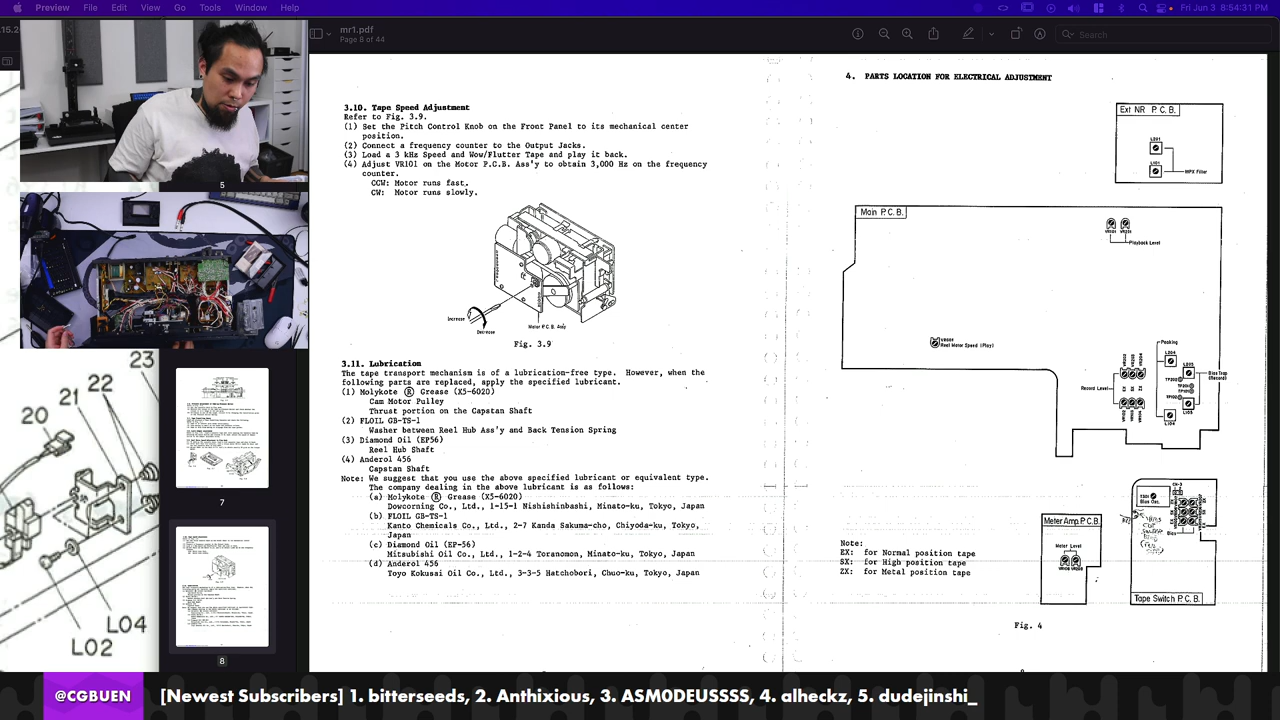 Preview File Edit View Go Tools Window Help
Fri Jun 3 8:54:31 PM
mr1.pdf
Page 8 of 44
Search
5
7
8
23
22
21
20
L04
L02
3.10. Tape Speed Adjustment
Refer to Fig. 3.9.
(1) Set the Pitch Control Knob on the Front Panel to its mechanical center
position.
(2) Connect a frequency counter to the Output Jacks.
(3) Load a 3 kHz Speed and Wow/Flutter Tape and play it back.
(4) Adjust VR101 on the Motor P.C.B. Ass'y to obtain 3,000 Hz on the frequency
counter.
CCW: Motor runs fast.
CW: Motor runs slowly.
Increase
Decrease
Motor P.C.B. Ass'y
Fig. 3.9
3.11. Lubrication
The tape transport mechanism is of a lubrication-free type. However, when the
following parts are replaced, apply the specified lubricant.
(1) Molykote ® Grease (X5-6020)
Cam Motor Pulley
Thrust portion on the Capstan Shaft
(2) FLOIL GB-TS-1
Washer between Reel Hub Ass'y and Back Tension Spring
(3) Diamond Oil (EP56)
Reel Hub Shaft
(4) Anderol 456
Capstan Shaft
Note: We suggest that you use the above specified lubricant or equivalent type.
The company dealing in the above lubricant is as follows:
(a) Molykote ® Grease (X5-6020)
Dowcorning Co., Ltd., 1-15-1 Nishishinbashi, Minato-ku, Tokyo, Japan
(b) FLOIL GB-TS-1
Kanto Chemicals Co., Ltd., 2-7 Kanda Sakuma-cho, Chiyoda-ku, Tokyo,
Japan
(c) Diamond Oil (EP-56)
Mitsubishi Oil Co., Ltd., 1-2-4 Toranomon, Minato-ku, Tokyo, Japan
(d) Anderol 456
Toyo Kokusai Oil Co., Ltd., 3-3-5 Hatchobori, Chuo-ku, Tokyo, Japan
4. PARTS LOCATION FOR ELECTRICAL ADJUSTMENT
Ext NR P.C.B.
L201
L101
MPX Filter
Main P.C.B.
Playback Level
Reel Motor Speed (Play)
Peaking
L204
L205
Bias Trap
(Record)
TP202
TP201
TP101
TP102
Record Level
L105
L104
Tape Switch P.C.B.
Bias Osc.
Bias
Meter Amp. P.C.B.
Meter Level
Note:
EX: for Normal position tape
SX: for High position tape
ZX: for Metal position tape
Fig. 4
@CGBUEN
[Newest Subscribers] 1. bitterseeds, 2. Anthixious, 3. ASM0DEUSSSS, 4. alheckz, 5. dudejinshi_